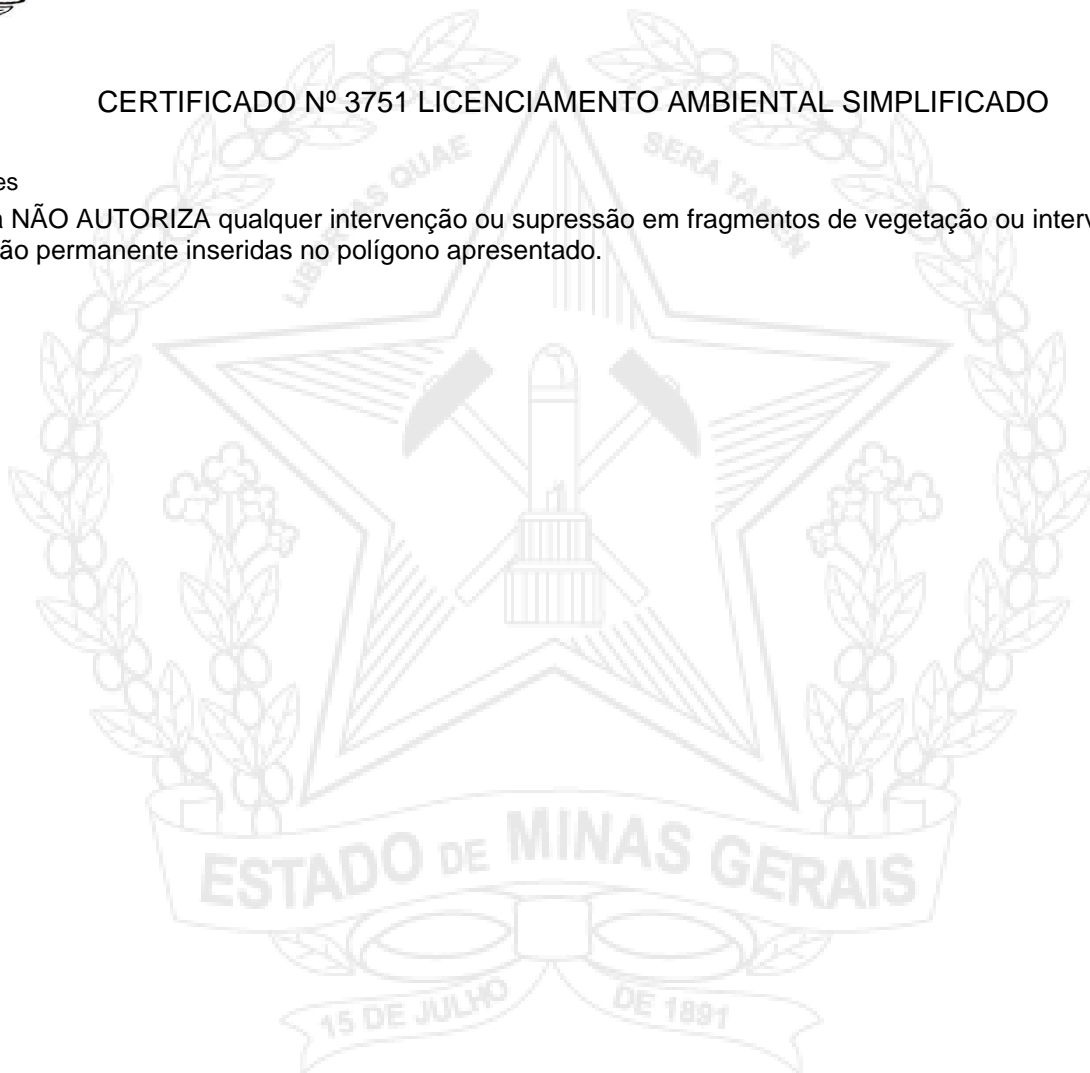 CERTIFICADO Nº 3751 LICENCIAMENTO AMBIENTAL SIMPLIFICADO
LIBERTAS QUAE SERA TAMEN
es
a NÃO AUTORIZA qualquer intervenção ou supressão em fragmentos de vegetação ou interv
ão permanente inseridas no polígono apresentado.
ESTADO DE MINAS GERAIS
15 DE JULHO DE 1891